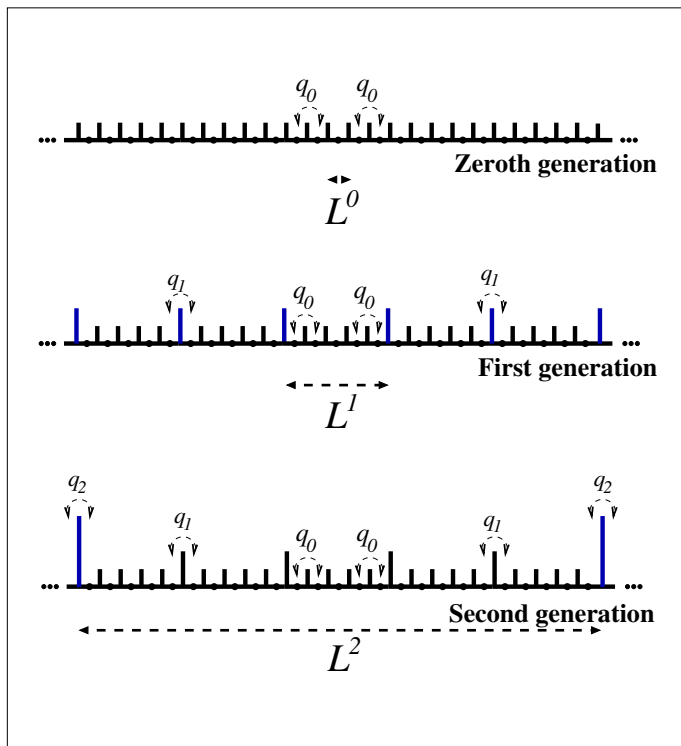 q₀ q₀
... ...
Zeroth generation
L⁰
q₁ q₁
q₀ q₀
... ...
First generation
L¹
q₂ q₂
q₁ q₁
q₀ q₀
... ...
Second generation
L²